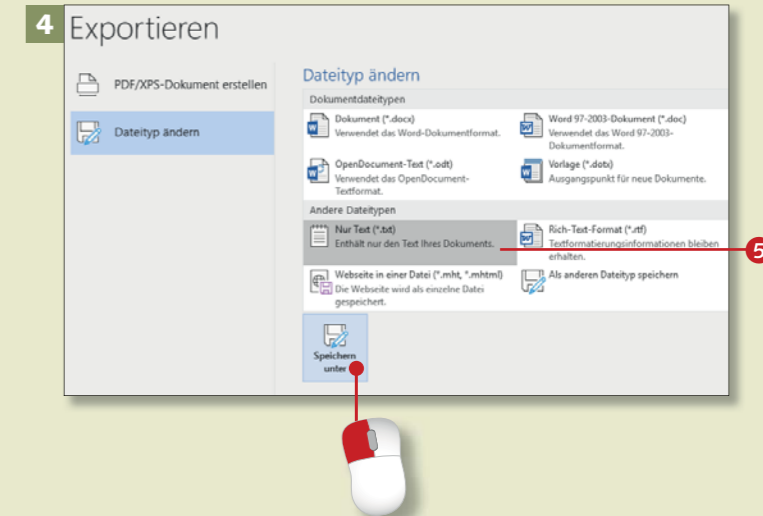 4
Exportieren
PDF/XPS-Dokument erstellen
Dateityp ändern
Dateityp ändern
Dokumentdateitypen
Dokument (*.docx)
Verwendet das Word-Dokumentformat.
Word 97-2003-Dokument (*.doc)
Verwendet das Word 97-2003-
Dokumentformat.
OpenDocument-Text (*.odt)
Verwendet das OpenDocument-
Textformat.
Vorlage (*.dotx)
Ausgangspunkt für neue Dokumente.
Andere Dateitypen
Nur Text (*.txt)
Enthält nur den Text Ihres Dokuments.
Rich-Text-Format (*.rtf)
Textformatierungsinformationen bleiben
erhalten.
5
Webseite in einer Datei (*.mht, *.mhtml)
Die Webseite wird als einzelne Datei
gespeichert.
Als anderen Dateityp speichern
Speichern
unter